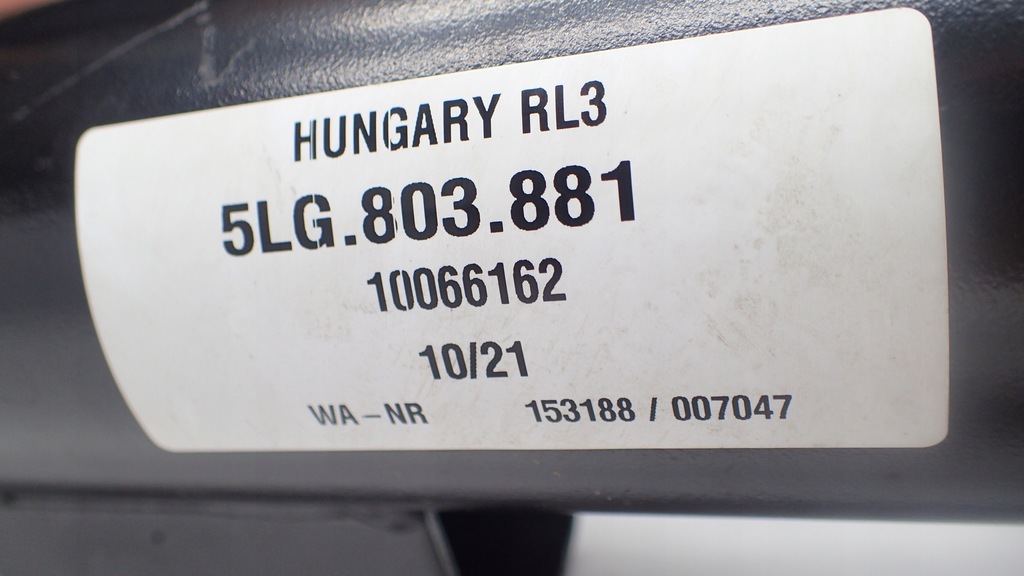 HUNGARY RL3
5LG.803.881
10066162
10/21
WA-NR 153188 / 007047